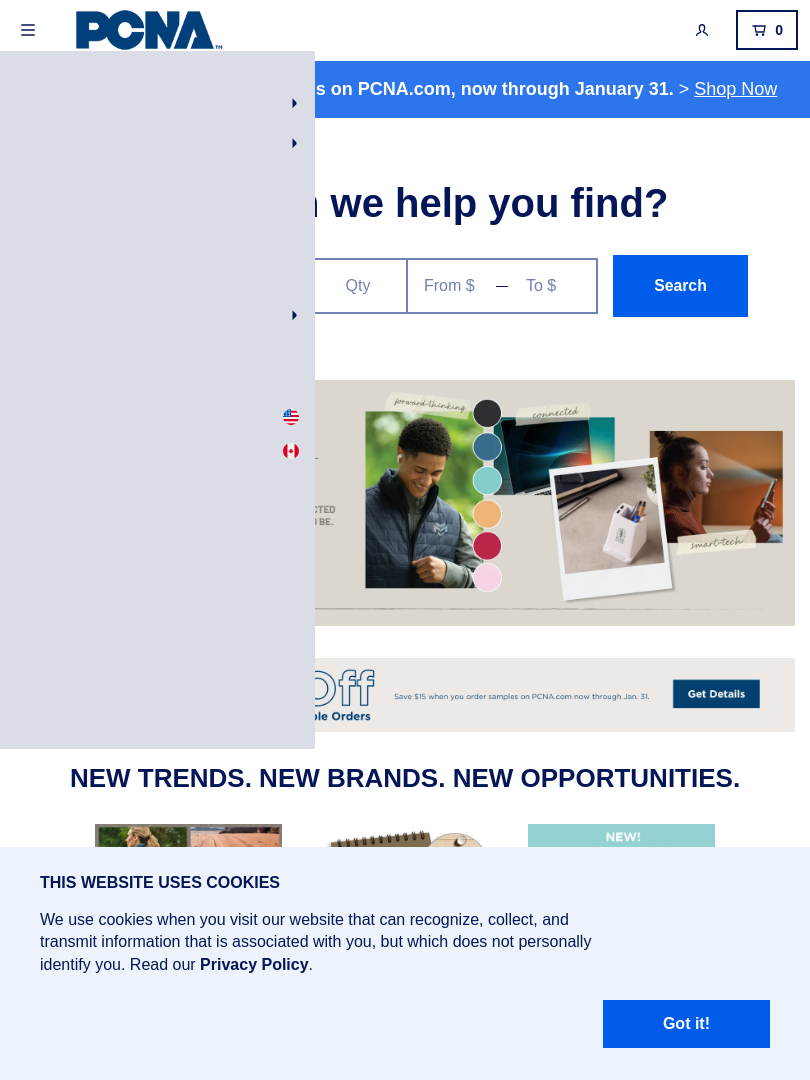 PCNA™
0
s on PCNA.com, now through January 31. > Shop Now
we help you find?
Qty
From $ — To $
Search
forward-thinking
connected
smart-tech
CTED
BE.
Off
ple Orders
Save $15 when you order samples on PCNA.com now through Jan. 31.
Get Details
NEW TRENDS. NEW BRANDS. NEW OPPORTUNITIES.
NEW!
THIS WEBSITE USES COOKIES
We use cookies when you visit our website that can recognize, collect, and
transmit information that is associated with you, but which does not personally
identify you. Read our Privacy Policy.
Got it!